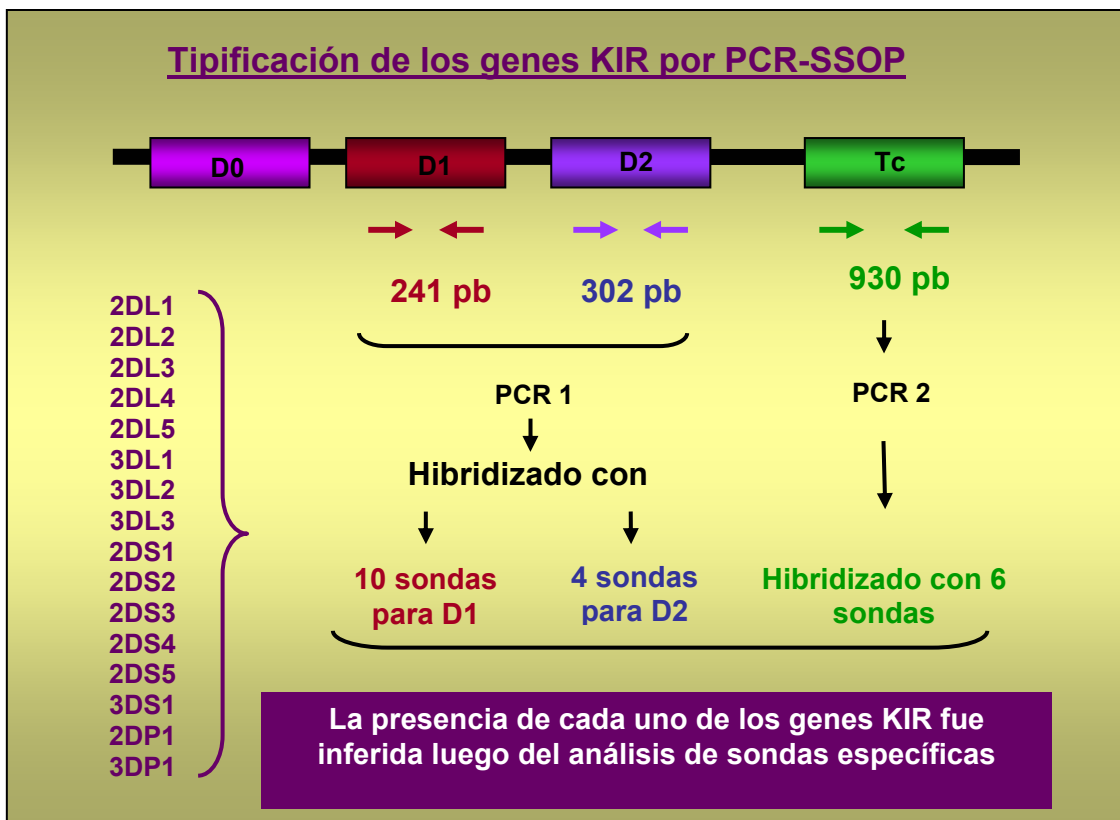 Tipificación de los genes KIR por PCR-SSOP
D0
D1
D2
Tc
241 pb
302 pb
930 pb
2DL1
2DL2
2DL3
2DL4
2DL5
3DL1
3DL2
3DL3
2DS1
2DS2
2DS3
2DS4
2DS5
3DS1
2DP1
3DP1
PCR 1
PCR 2
Hibridizado con
10 sondas
para D1
4 sondas
para D2
Hibridizado con 6
sondas
La presencia de cada uno de los genes KIR fue
inferida luego del análisis de sondas específicas